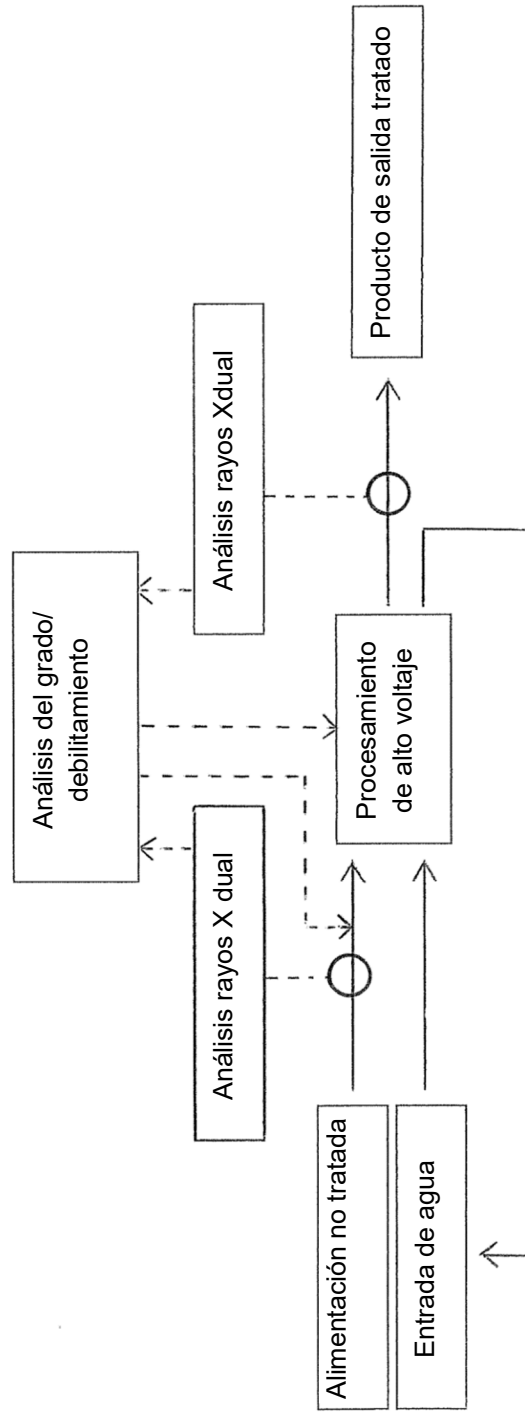 Análisis del grado/
debilitamiento
Análisis rayos X dual
Análisis rayos Xdual
Alimentación no tratada
Entrada de agua
Procesamiento
de alto voltaje
Producto de salida tratado